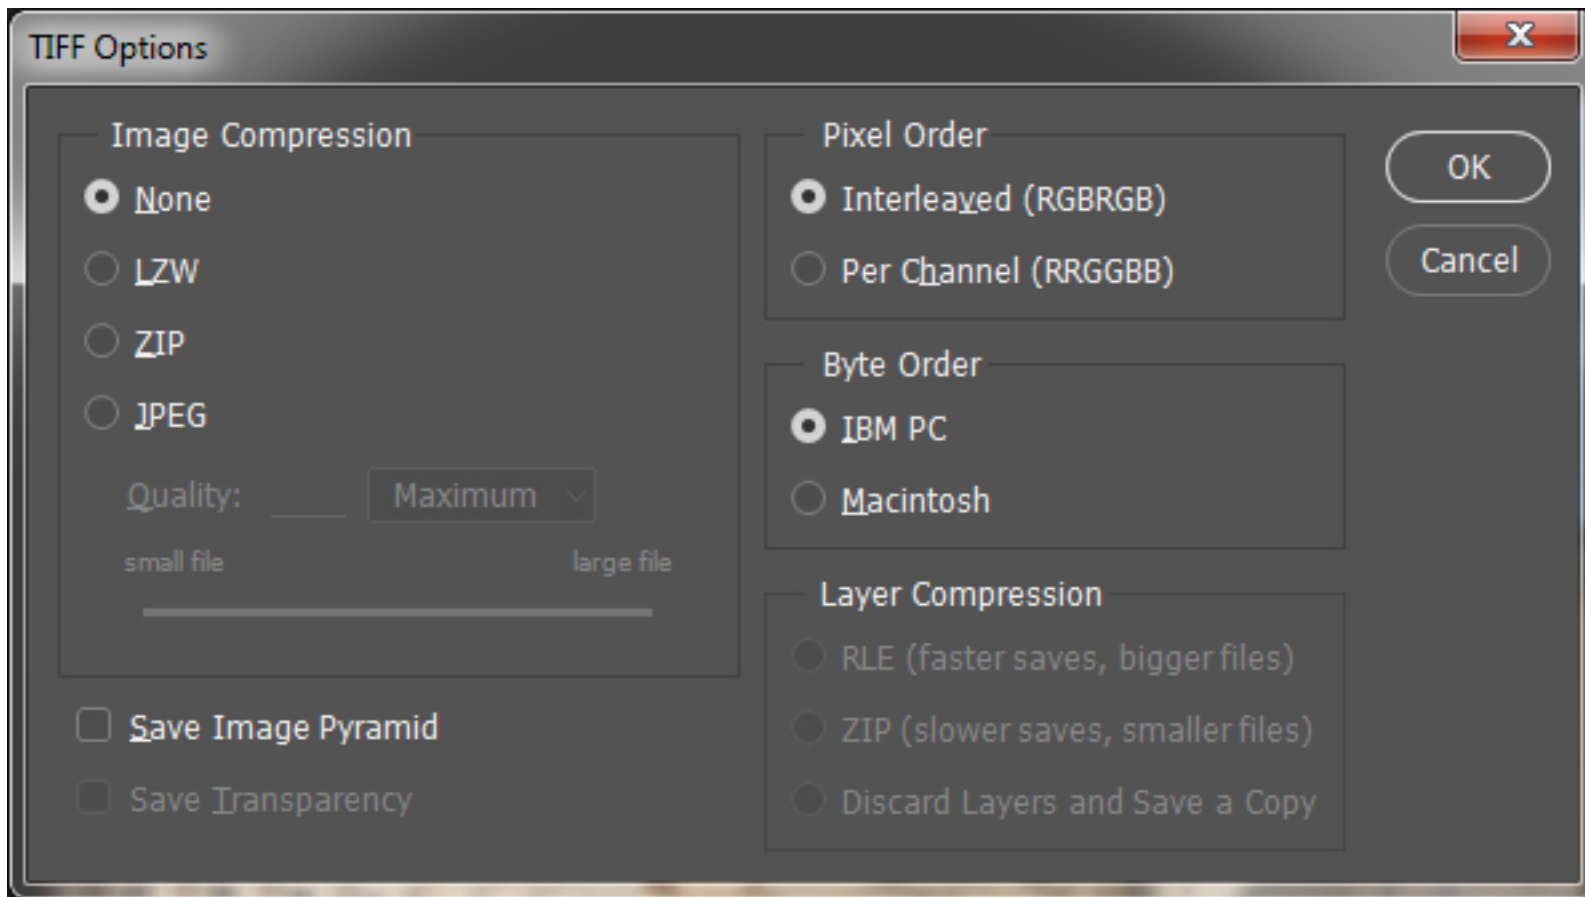 TIFF Options
Image Compression
None
LZW
ZIP
JPEG
Quality: Maximum
small file large file
Save Image Pyramid
Save Transparency
Pixel Order
Interleaved (RGBRGB)
Per Channel (RRGGBB)
Byte Order
IBM PC
Macintosh
Layer Compression
RLE (faster saves, bigger files)
ZIP (slower saves, smaller files)
Discard Layers and Save a Copy
OK
Cancel